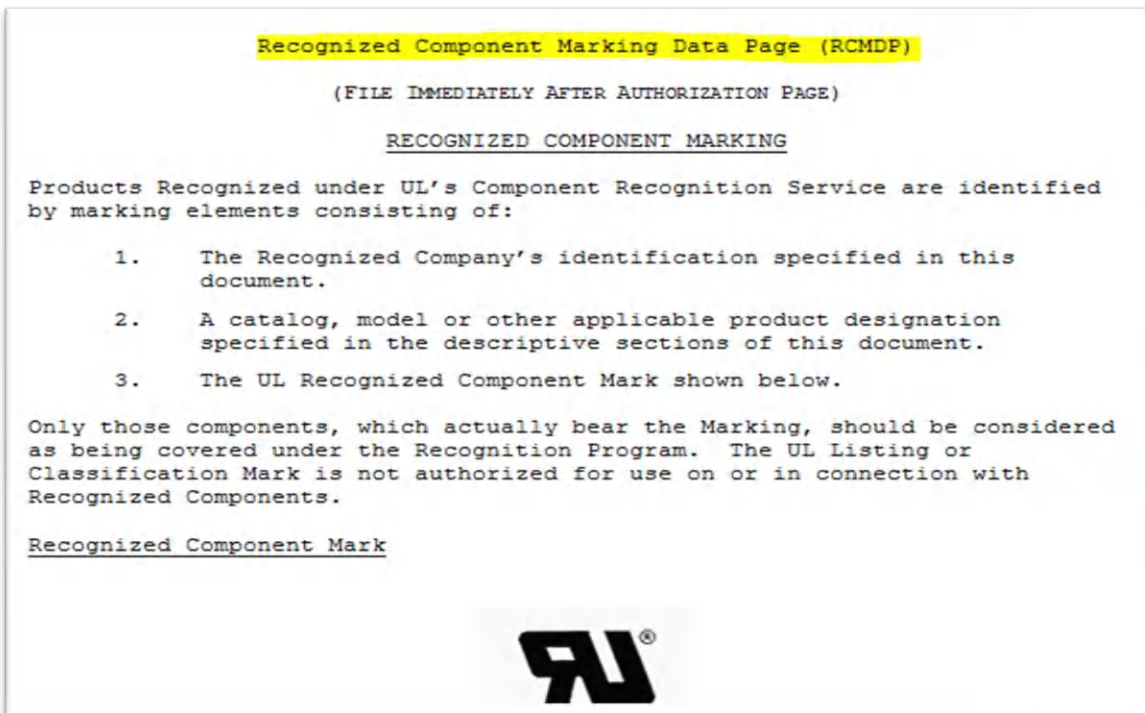 Recognized Component Marking Data Page (RCMDP)
(FILE IMMEDIATELY AFTER AUTHORIZATION PAGE)
RECOGNIZED COMPONENT MARKING
Products Recognized under UL's Component Recognition Service are identified
by marking elements consisting of:
1. The Recognized Company's identification specified in this
document.
2. A catalog, model or other applicable product designation
specified in the descriptive sections of this document.
3. The UL Recognized Component Mark shown below.
Only those components, which actually bear the Marking, should be considered
as being covered under the Recognition Program. The UL Listing or
Classification Mark is not authorized for use on or in connection with
Recognized Components.
Recognized Component Mark
RU®